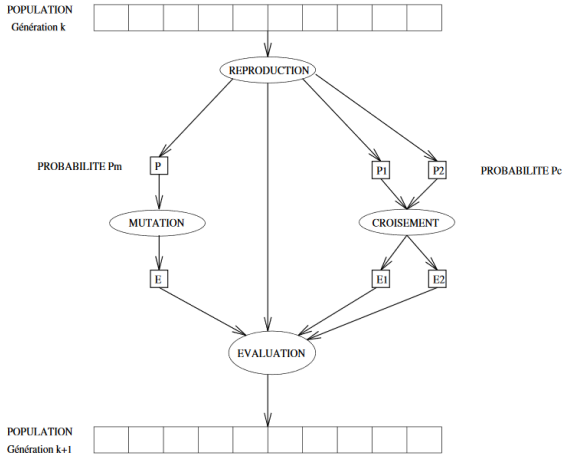 POPULATION
Génération k
REPRODUCTION
PROBABILITE Pm
P
P1
P2
PROBABILITE Pc
MUTATION
CROISEMENT
E
E1
E2
EVALUATION
POPULATION
Génération k+1